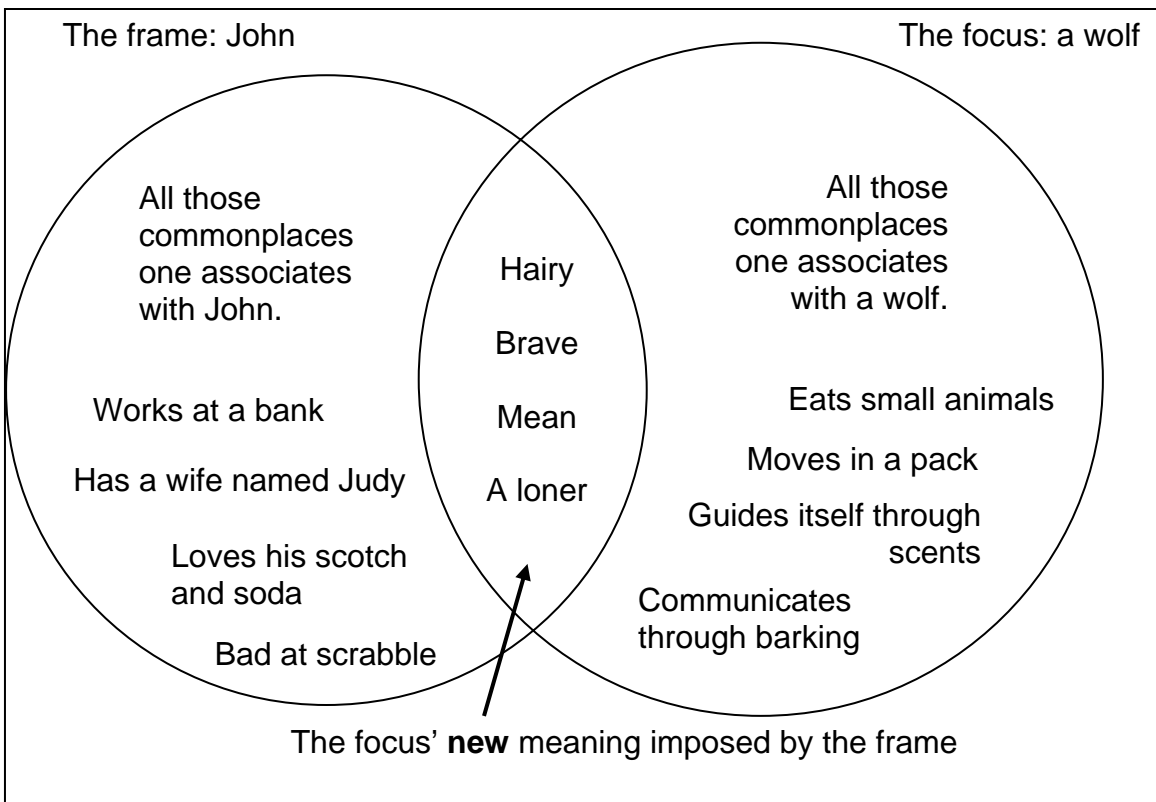 The frame: John
The focus: a wolf
All those
commonplaces
one associates
with John.
Works at a bank
Has a wife named Judy
Loves his scotch
and soda
Bad at scrabble
Hairy
Brave
Mean
A loner
All those
commonplaces
one associates
with a wolf.
Eats small animals
Moves in a pack
Guides itself through
scents
Communicates
through barking
The focus’ new meaning imposed by the frame